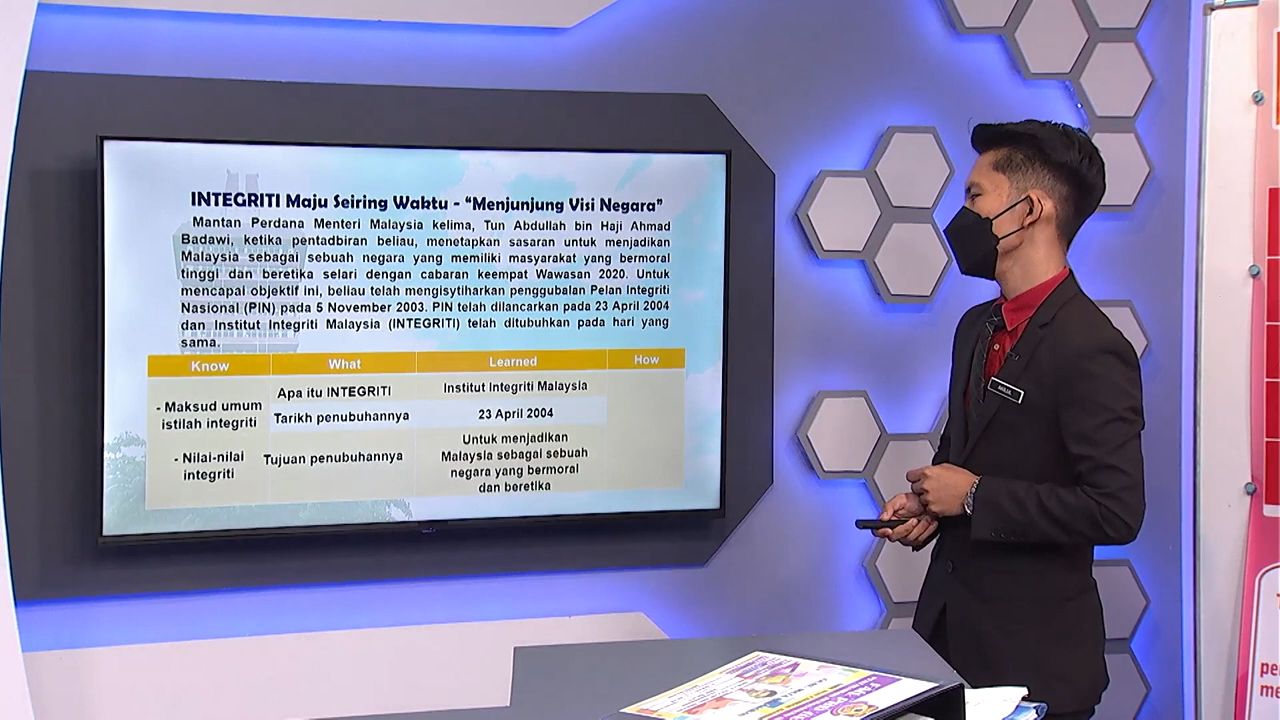 INTEGRITI Maju Seiring Waktu - “Menjunjung Visi Negara”
Mantan Perdana Menteri Malaysia kelima, Tun Abdullah bin Haji Ahmad
Badawi, ketika pentadbiran beliau, menetapkan sasaran untuk menjadikan
Malaysia sebagai sebuah negara yang memiliki masyarakat yang bermoral
tinggi dan beretika selari dengan cabaran keempat Wawasan 2020. Untuk
mencapai objektif ini, beliau telah mengisytiharkan penggubalan Pelan Integriti
Nasional (PIN) pada 5 November 2003. PIN telah dilancarkan pada 23 April 2004
dan Institut Integriti Malaysia (INTEGRITI) telah ditubuhkan pada hari yang
sama.
Know What Learned How
- Maksud umum
istilah integriti
- Nilai-nilai
integriti
Apa itu INTEGRITI Institut Integriti Malaysia
Tarikh penubuhannya 23 April 2004
Tujuan penubuhannya Untuk menjadikan
Malaysia sebagai sebuah
negara yang bermoral
dan beretika